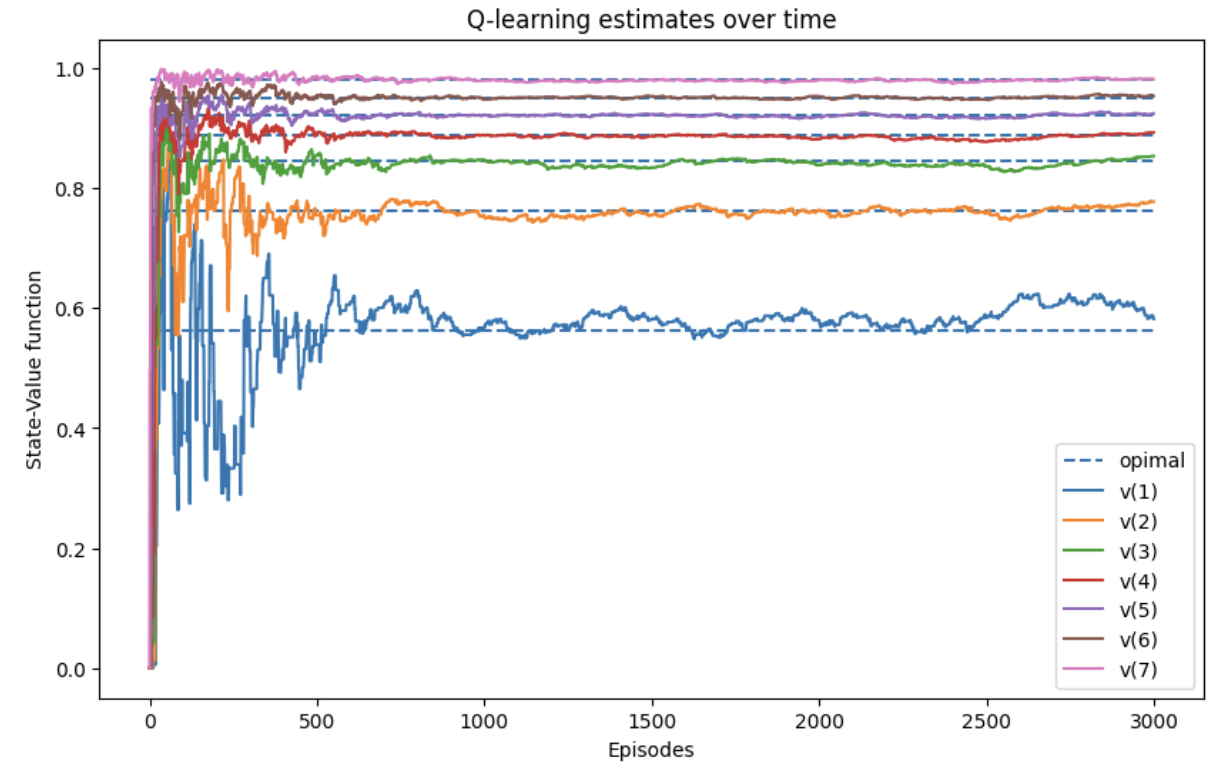 Q-learning estimates over time
1.0
0.8
0.6
0.4
0.2
0.0
State-Value function
opimal
v(1)
v(2)
v(3)
v(4)
v(5)
v(6)
v(7)
0 500 1000 1500 2000 2500 3000
Episodes